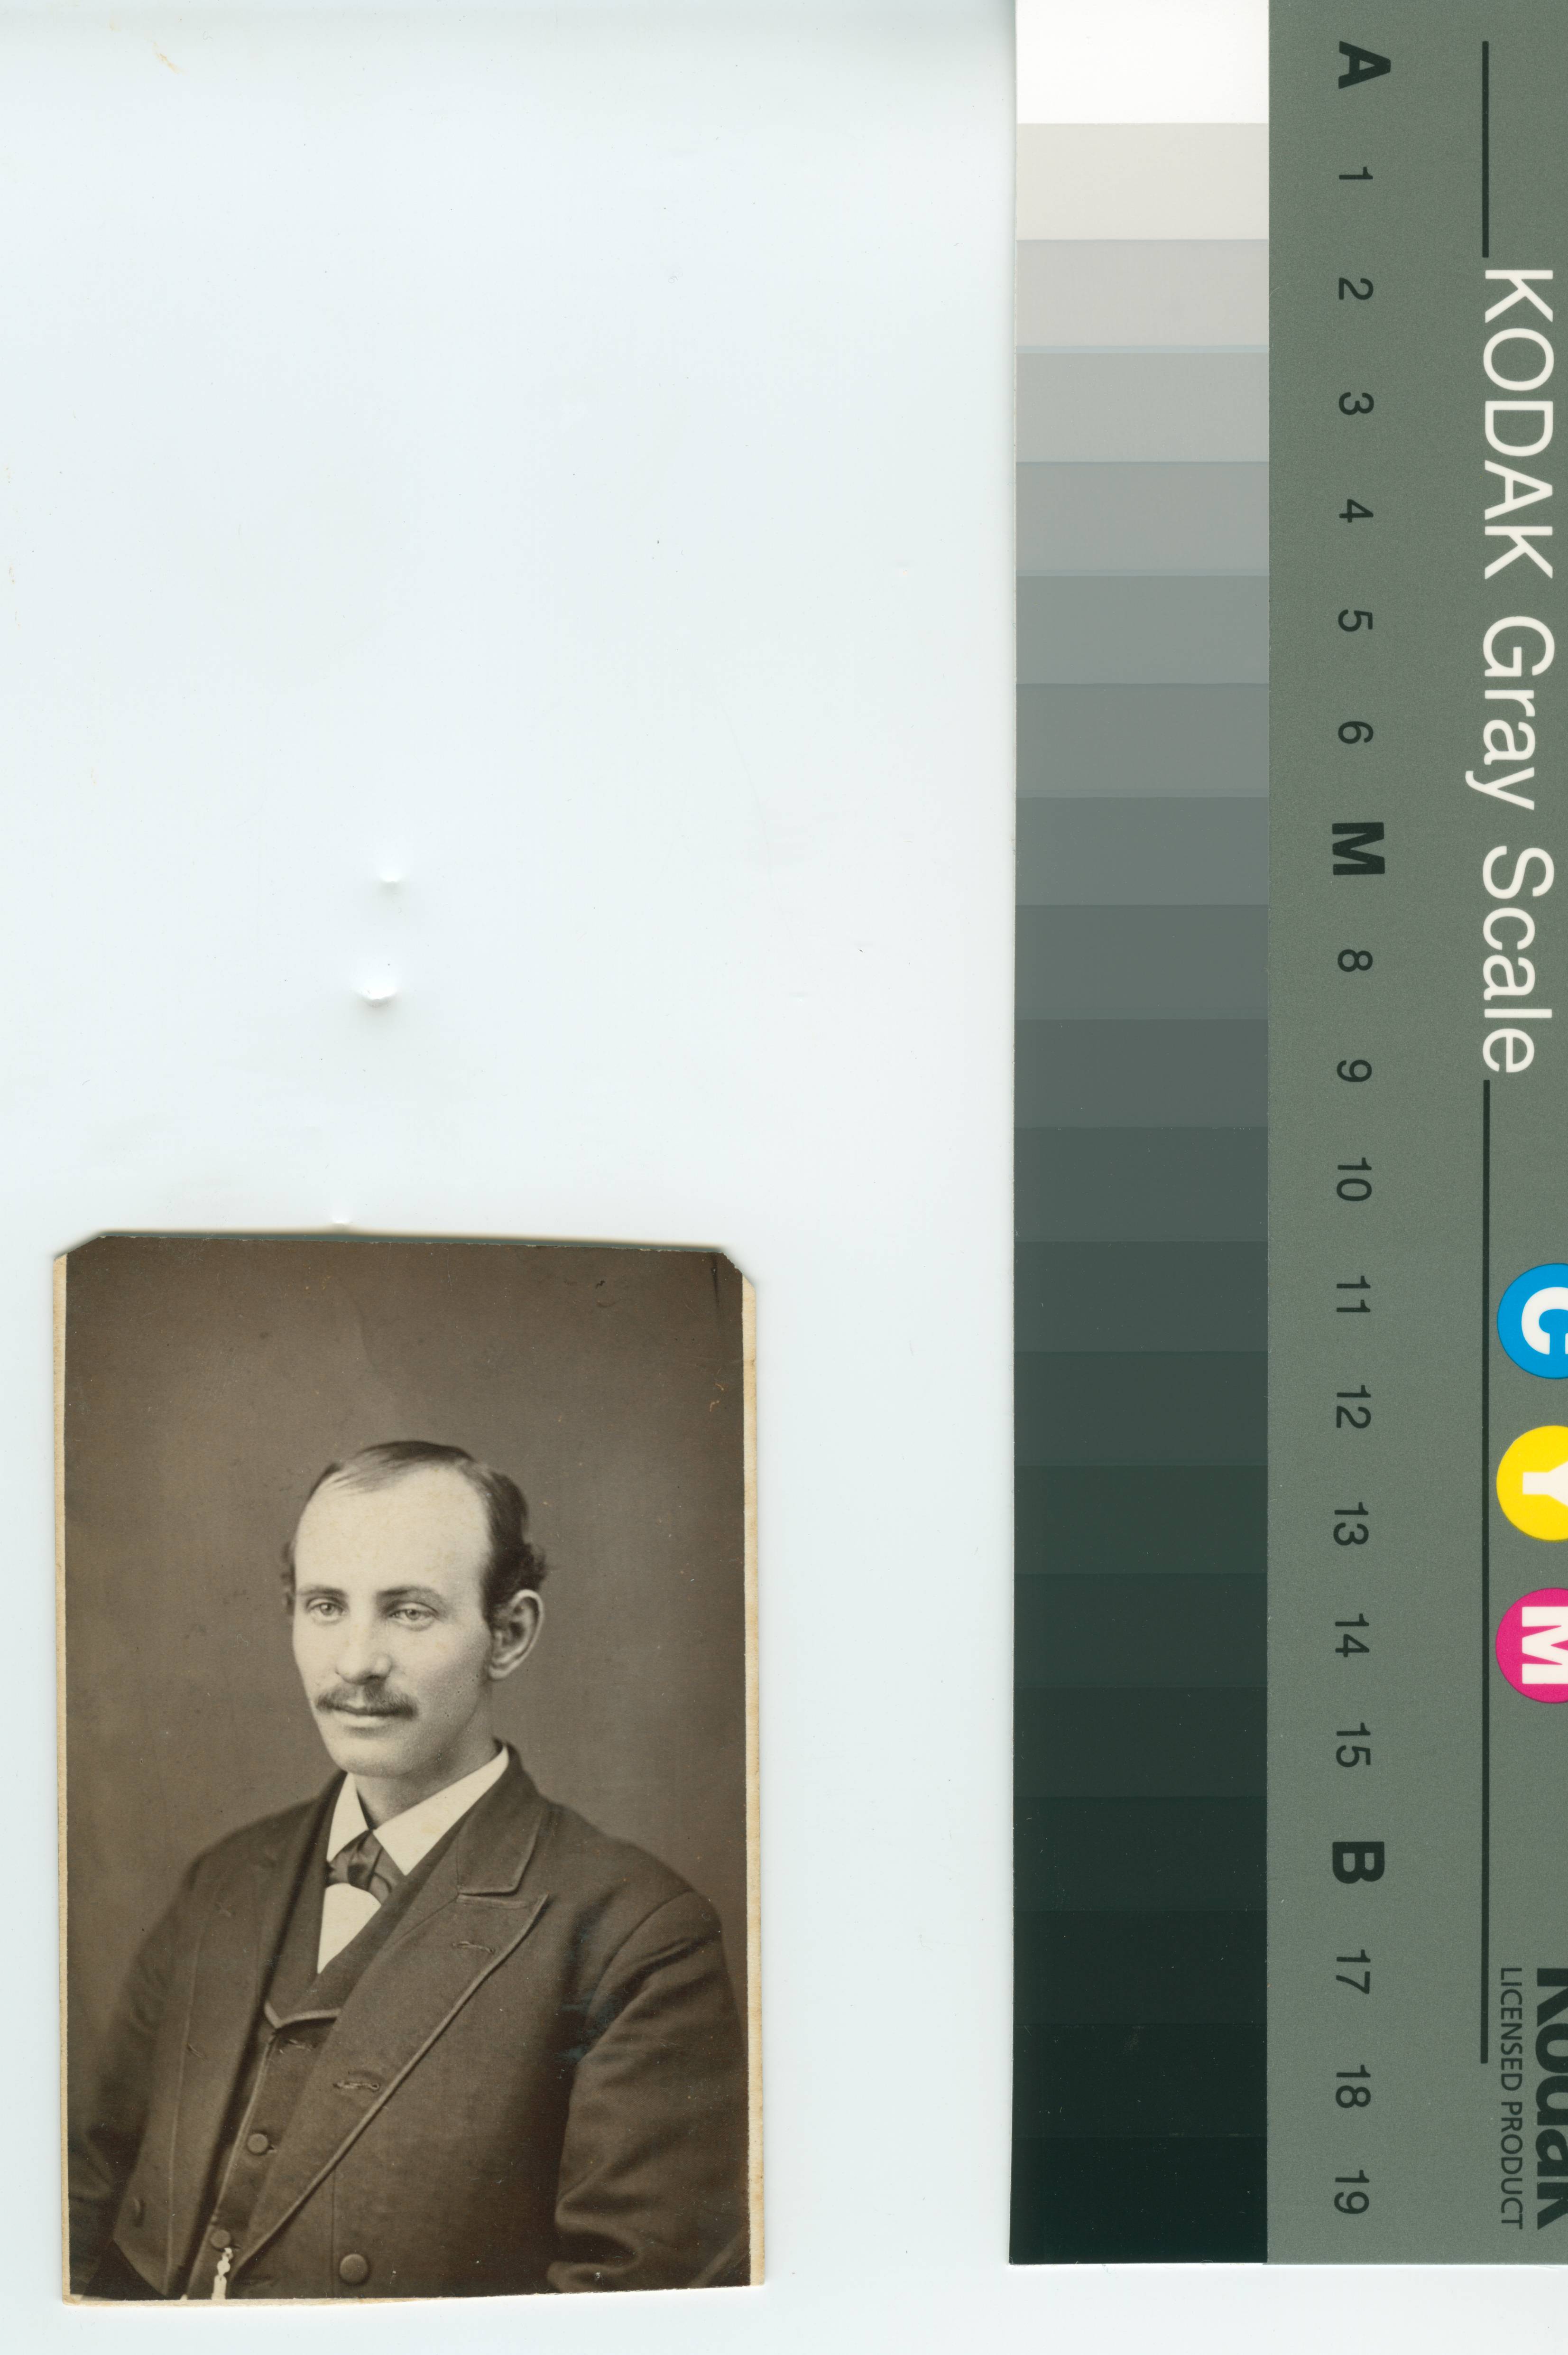 KODAK Gray Scale
C
Y
M
Kodak
LICENSED PRODUCT
A 1 2 3 4 5 6 M 8 9 10 11 12 13 14 15 B 17 18 19